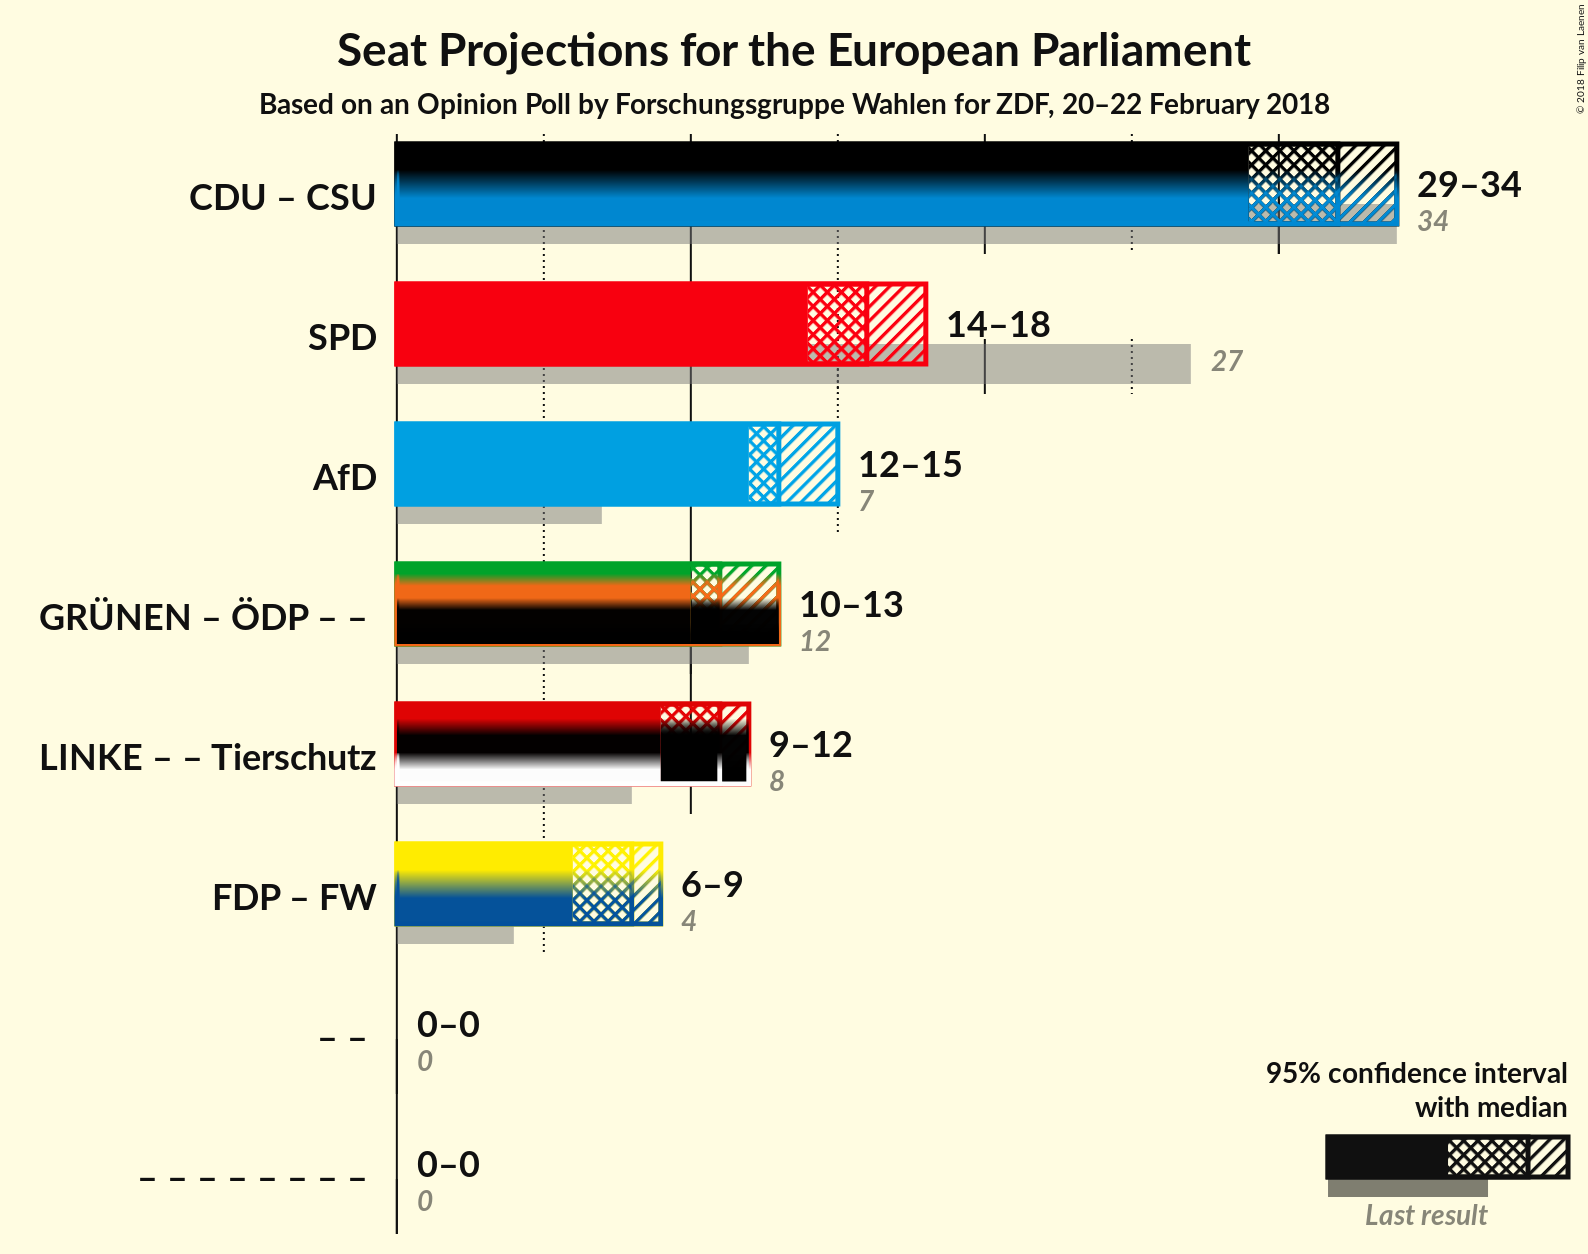 Seat Projections for the European Parliament
Based on an Opinion Poll by Forschungsgruppe Wahlen for ZDF, 20–22 February 2018
© 2018 Filip van Laenen
CDU – CSU
29–34
34
SPD
14–18
27
AfD
12–15
7
GRÜNEN – ÖDP – –
10–13
12
LINKE – – Tierschutz
9–12
8
FDP – FW
6–9
4
– –
0–0
0
– – – – – – – –
0–0
0
95% confidence interval
with median
Last result